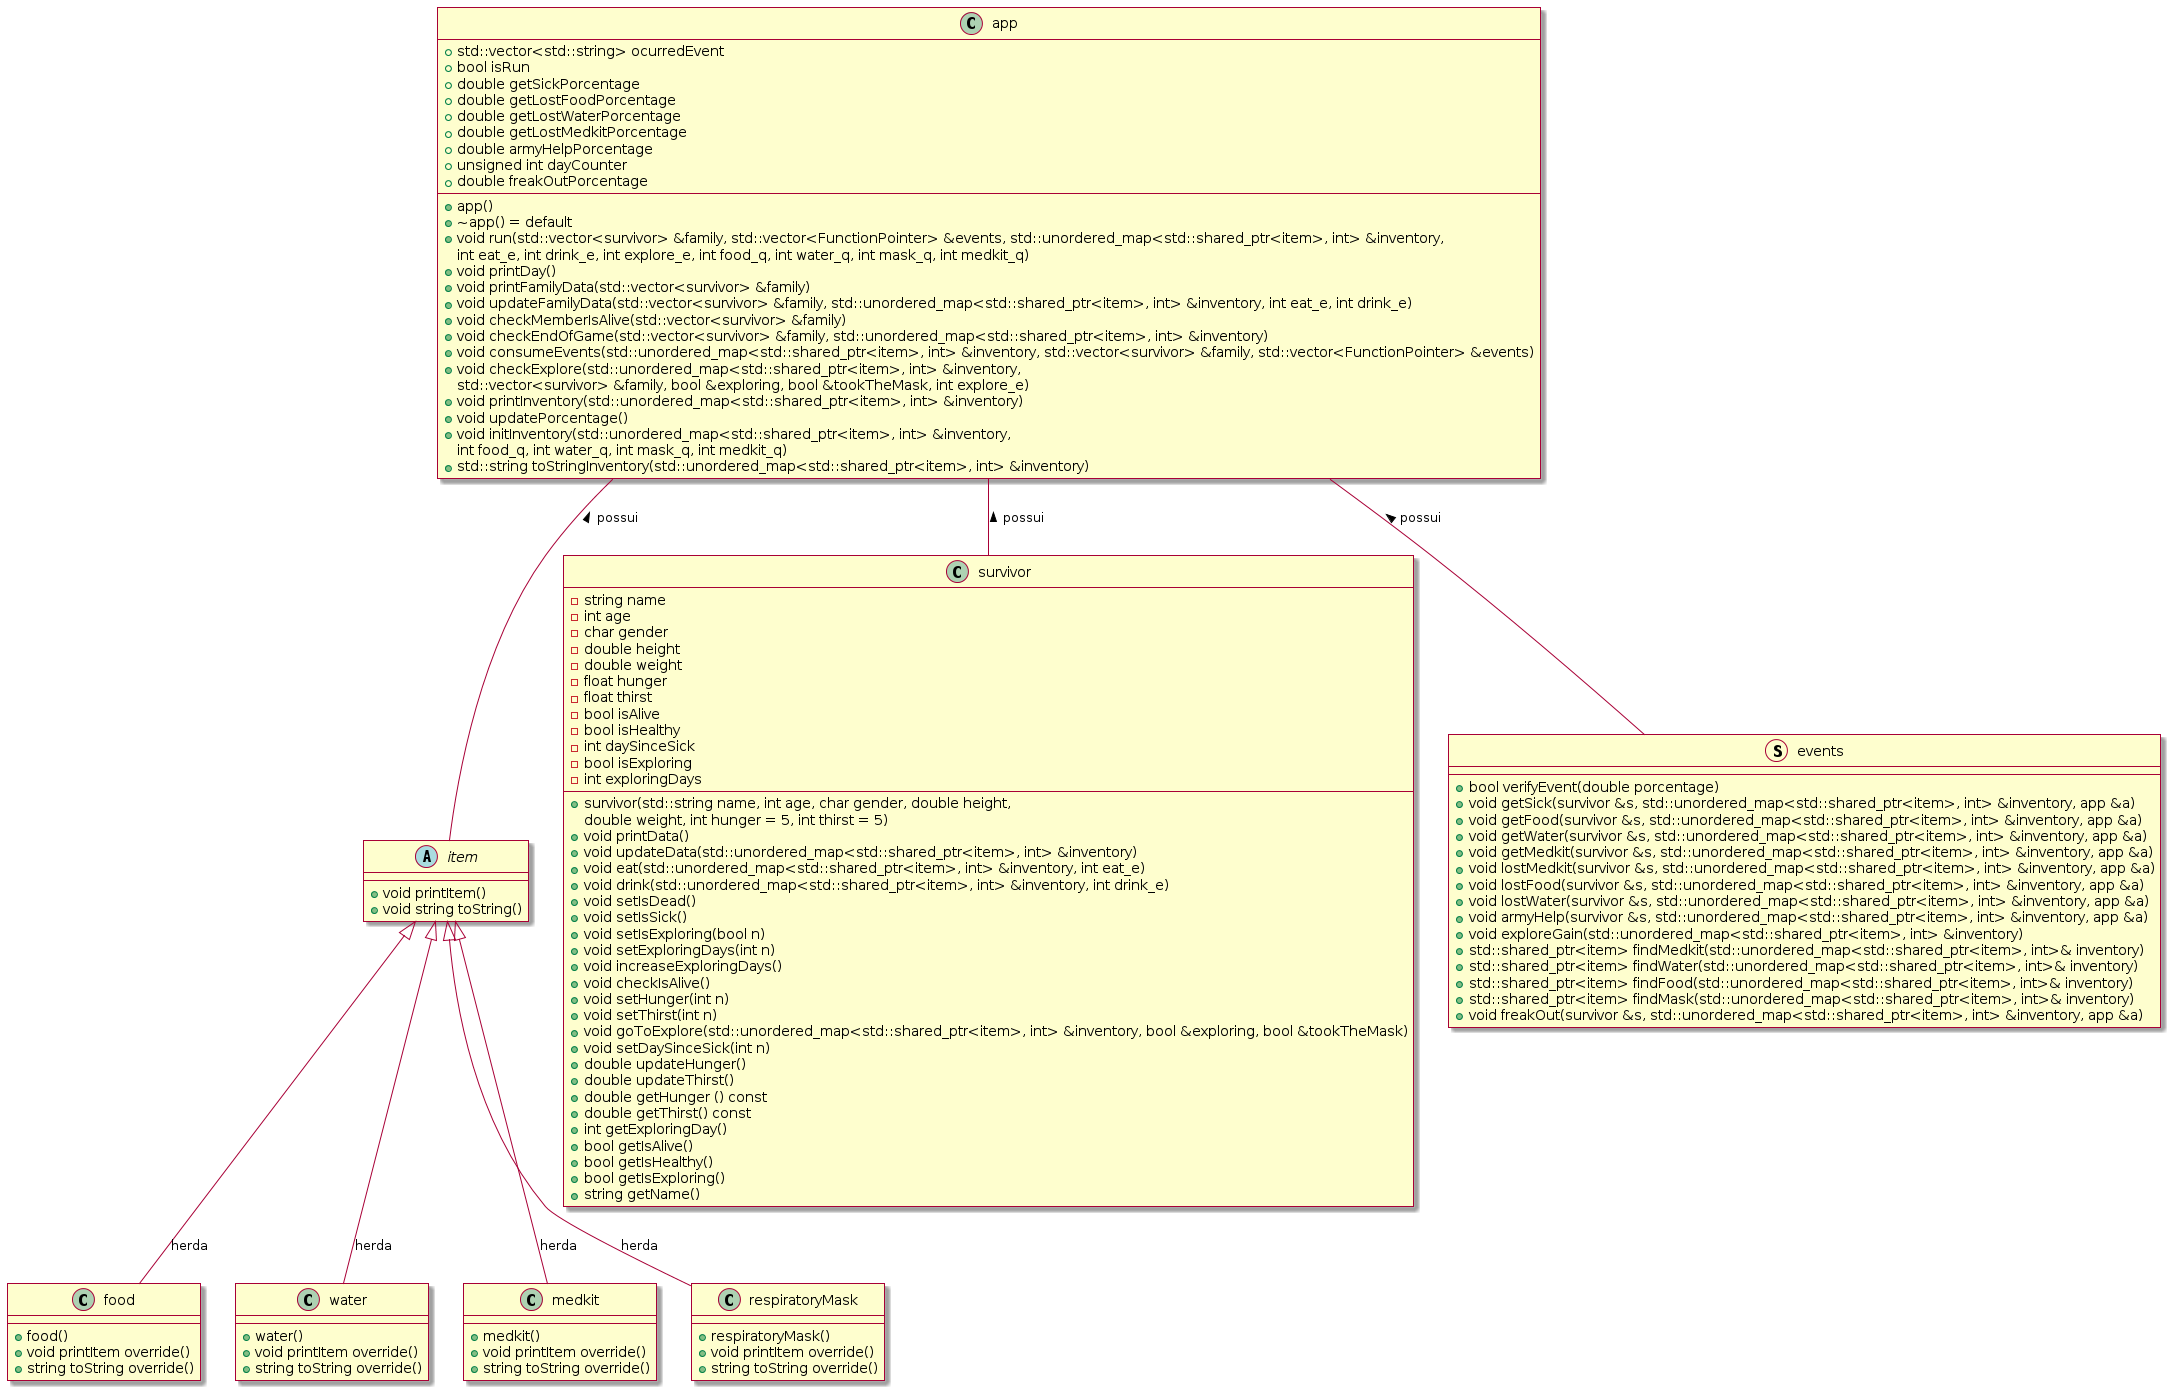 C app
std::vector<std::string> ocurredEvent
bool isRun
double getSickPorcentage
double getLostFoodPorcentage
double getLostWaterPorcentage
double getLostMedkitPorcentage
double armyHelpPorcentage
unsigned int dayCounter
double freakOutPorcentage
app()
~app() = default
void run(std::vector<survivor> &family, std::vector<FunctionPointer> &events, std::unordered_map<std::shared_ptr<item>, int> &inventory,
int eat_e, int drink_e, int explore_e, int food_q, int water_q, int mask_q, int medkit_q)
void printDay()
void printFamilyData(std::vector<survivor> &family)
void updateFamilyData(std::vector<survivor> &family, std::unordered_map<std::shared_ptr<item>, int> &inventory, int eat_e, int drink_e)
void checkMemberIsAlive(std::vector<survivor> &family)
void checkEndOfGame(std::vector<survivor> &family, std::unordered_map<std::shared_ptr<item>, int> &inventory)
void consumeEvents(std::unordered_map<std::shared_ptr<item>, int> &inventory, std::vector<survivor> &family, std::vector<FunctionPointer> &events)
void checkExplore(std::unordered_map<std::shared_ptr<item>, int> &inventory,
std::vector<survivor> &family, bool &exploring, bool &tookTheMask, int explore_e)
void printInventory(std::unordered_map<std::shared_ptr<item>, int> &inventory)
void updatePorcentage()
void initInventory(std::unordered_map<std::shared_ptr<item>, int> &inventory,
int food_q, int water_q, int mask_q, int medkit_q)
std::string toStringInventory(std::unordered_map<std::shared_ptr<item>, int> &inventory)
possui
possui
possui
C survivor
string name
int age
char gender
double height
double weight
float hunger
float thirst
bool isAlive
bool isHealthy
int daySinceSick
bool isExploring
int exploringDays
survivor(std::string name, int age, char gender, double height,
double weight, int hunger = 5, int thirst = 5)
void printData()
void updateData(std::unordered_map<std::shared_ptr<item>, int> &inventory)
void eat(std::unordered_map<std::shared_ptr<item>, int> &inventory, int eat_e)
void drink(std::unordered_map<std::shared_ptr<item>, int> &inventory, int drink_e)
void setIsDead()
void setIsSick()
void setIsExploring(bool n)
void setExploringDays(int n)
void increaseExploringDays()
void checkIsAlive()
void setHunger(int n)
void setThirst(int n)
void goToExplore(std::unordered_map<std::shared_ptr<item>, int> &inventory, bool &exploring, bool &tookTheMask)
void setDaySinceSick(int n)
double updateHunger()
double updateThirst()
double getHunger () const
double getThirst() const
int getExploringDay()
bool getIsAlive()
bool getIsHealthy()
bool getIsExploring()
string getName()
S events
bool verifyEvent(double porcentage)
void getSick(survivor &s, std::unordered_map<std::shared_ptr<item>, int> &inventory, app &a)
void getFood(survivor &s, std::unordered_map<std::shared_ptr<item>, int> &inventory, app &a)
void getWater(survivor &s, std::unordered_map<std::shared_ptr<item>, int> &inventory, app &a)
void getMedkit(survivor &s, std::unordered_map<std::shared_ptr<item>, int> &inventory, app &a)
void lostMedkit(survivor &s, std::unordered_map<std::shared_ptr<item>, int> &inventory, app &a)
void lostFood(survivor &s, std::unordered_map<std::shared_ptr<item>, int> &inventory, app &a)
void lostWater(survivor &s, std::unordered_map<std::shared_ptr<item>, int> &inventory, app &a)
void armyHelp(survivor &s, std::unordered_map<std::shared_ptr<item>, int> &inventory, app &a)
void exploreGain(std::unordered_map<std::shared_ptr<item>, int> &inventory)
std::shared_ptr<item> findMedkit(std::unordered_map<std::shared_ptr<item>, int>& inventory)
std::shared_ptr<item> findWater(std::unordered_map<std::shared_ptr<item>, int>& inventory)
std::shared_ptr<item> findFood(std::unordered_map<std::shared_ptr<item>, int>& inventory)
std::shared_ptr<item> findMask(std::unordered_map<std::shared_ptr<item>, int>& inventory)
void freakOut(survivor &s, std::unordered_map<std::shared_ptr<item>, int> &inventory, app &a)
A item
void printItem()
void string toString()
herda
herda
herda
herda
C food
food()
void printItem override()
string toString override()
C water
water()
void printItem override()
string toString override()
C medkit
medkit()
void printItem override()
string toString override()
C respiratoryMask
respiratoryMask()
void printItem override()
string toString override()